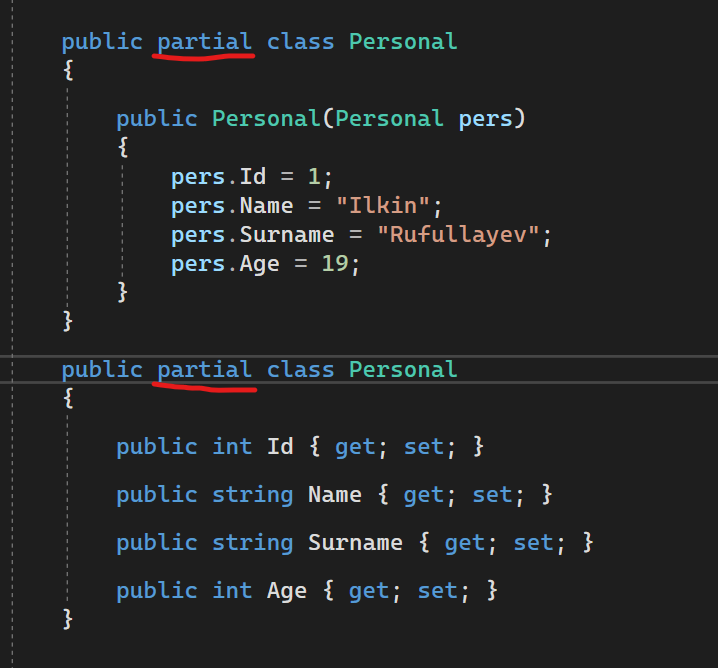 public partial class Personal
{
public Personal(Personal pers)
{
pers.Id = 1;
pers.Name = "Ilkin";
pers.Surname = "Rufullayev";
pers.Age = 19;
}
}
public partial class Personal
{
public int Id { get; set; }
public string Name { get; set; }
public string Surname { get; set; }
public int Age { get; set; }
}